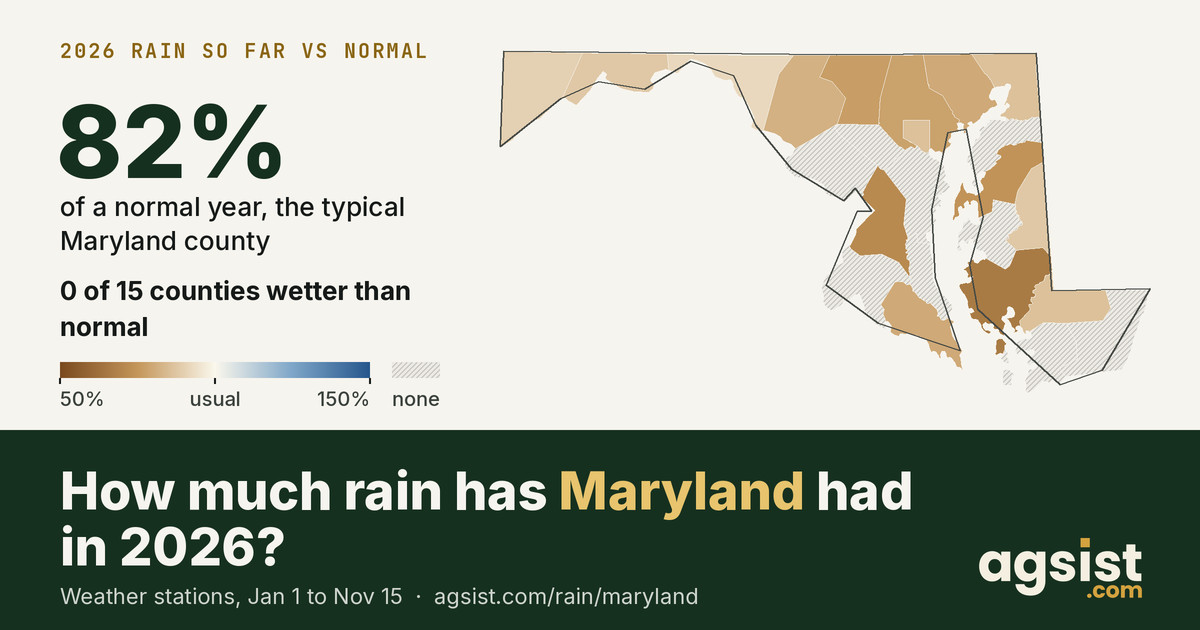 2026 RAIN SO FAR VS NORMAL
82%
of a normal year, the typical
Maryland county
0 of 15 counties wetter than
normal
50% usual 150% none
How much rain has Maryland had
in 2026?
Weather stations, Jan 1 to Nov 15 · agsist.com/rain/maryland
agsist
.com